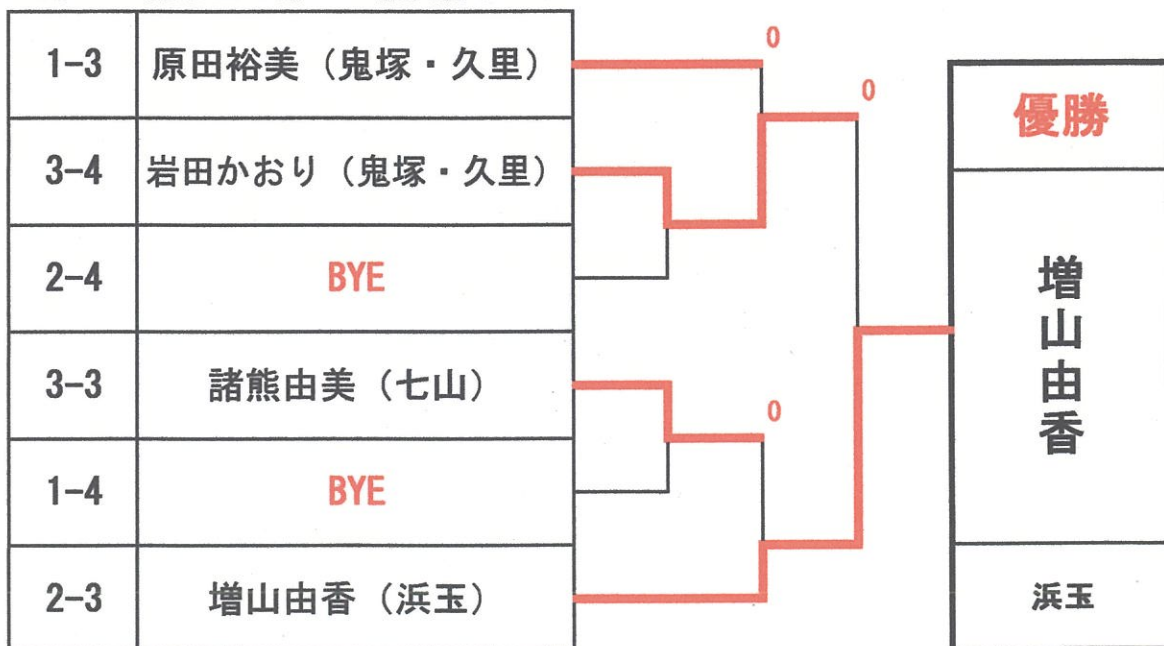 1-3 原田裕美（鬼塚・久里）
3-4 岩田かおり（鬼塚・久里）
2-4 BYE
3-3 諸熊由美（七山）
1-4 BYE
2-3 増山由香（浜玉）
0
0
0
優勝
増山由香
浜玉